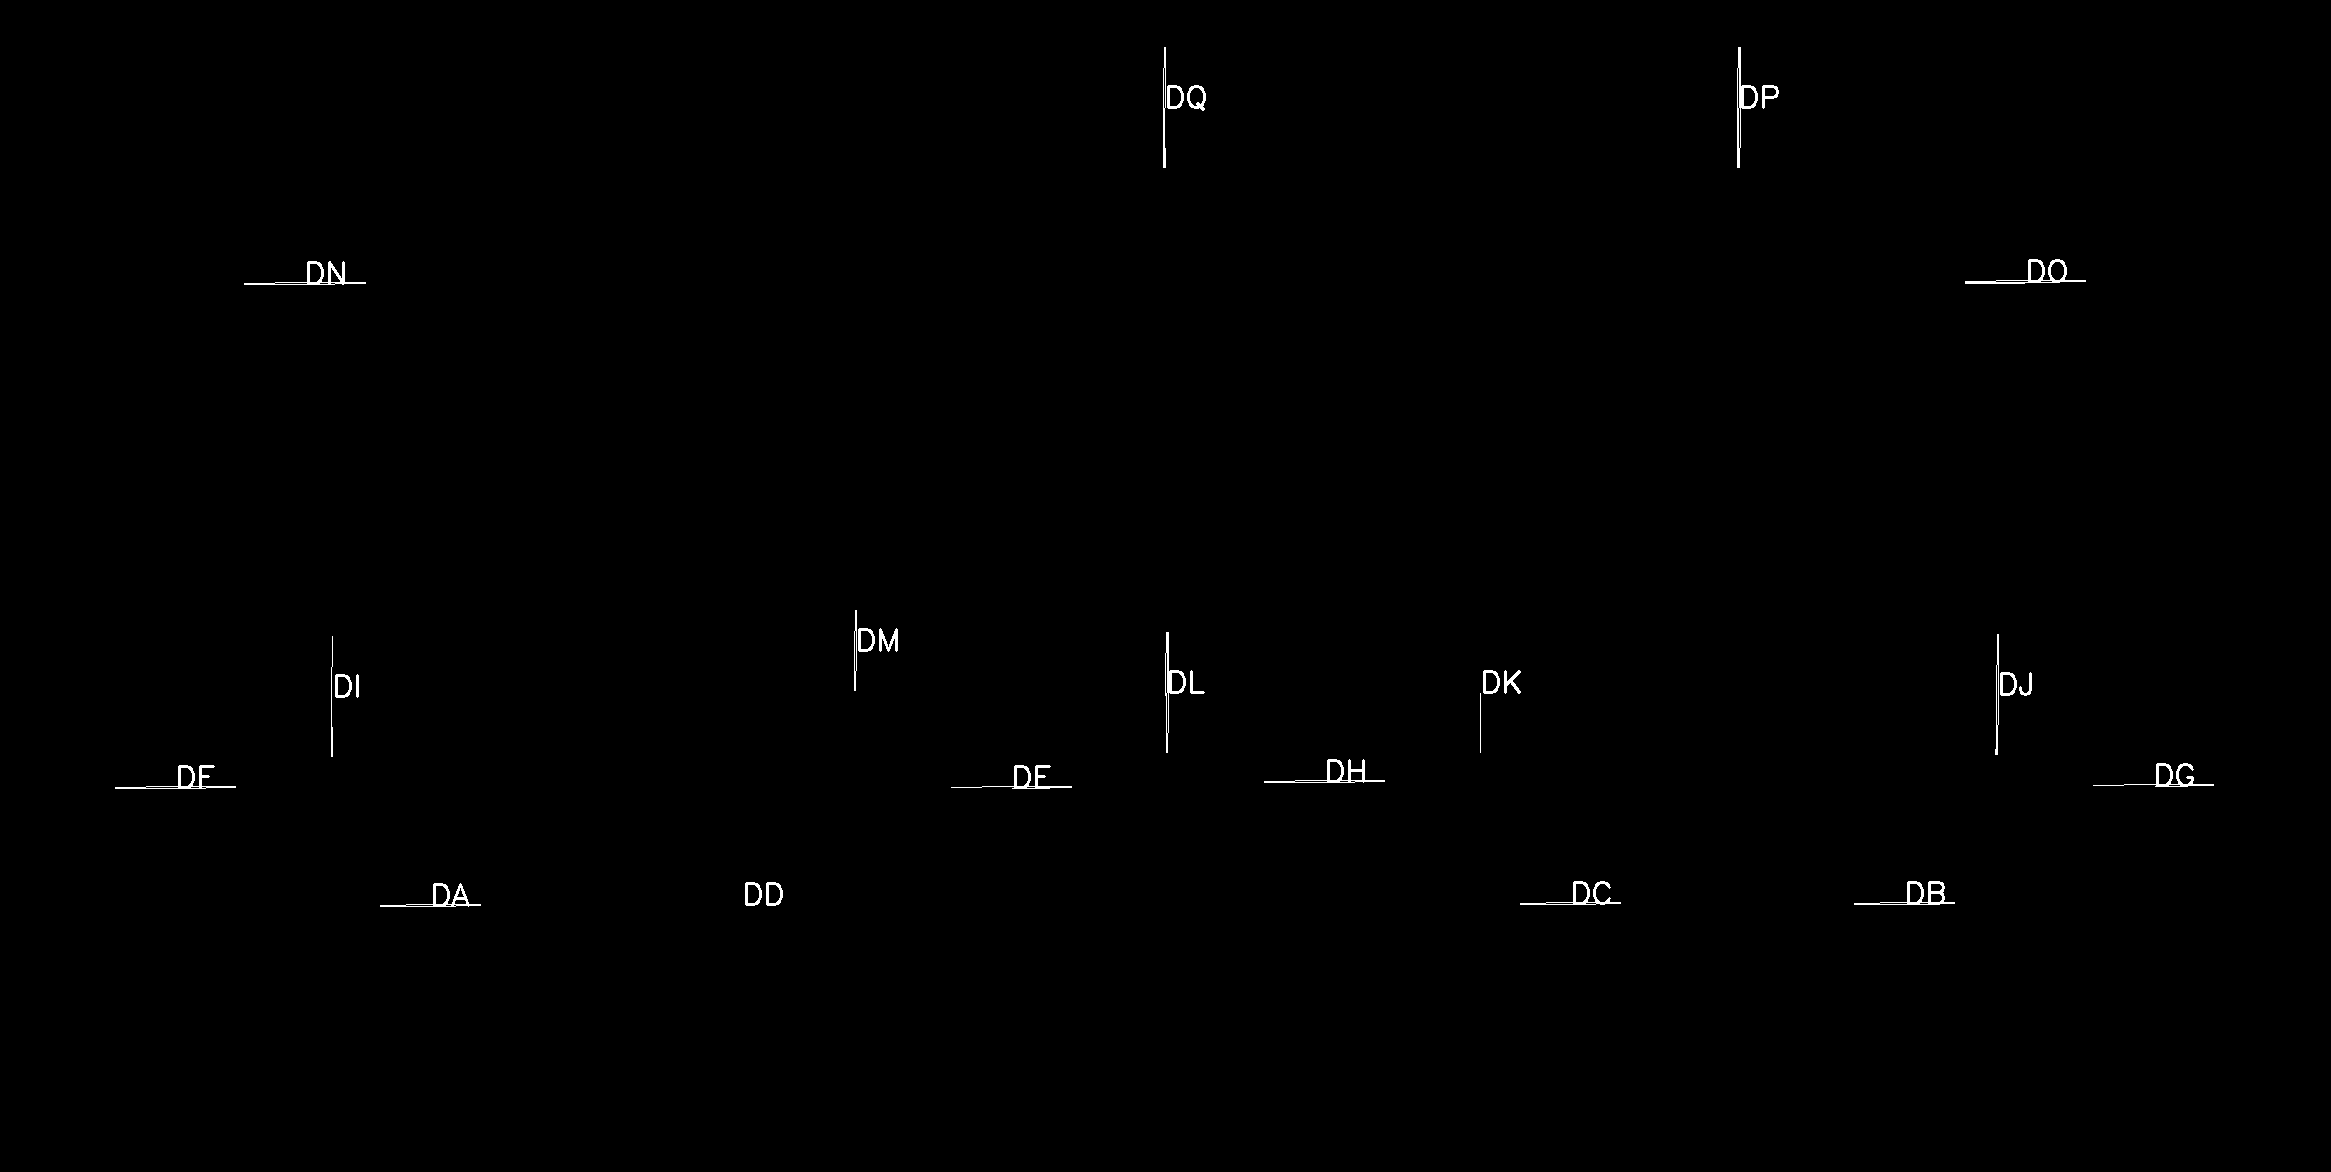 DQ DP
DN DO
DM
DI DL DK DJ
DF DE DH DG
DA DD DC DB